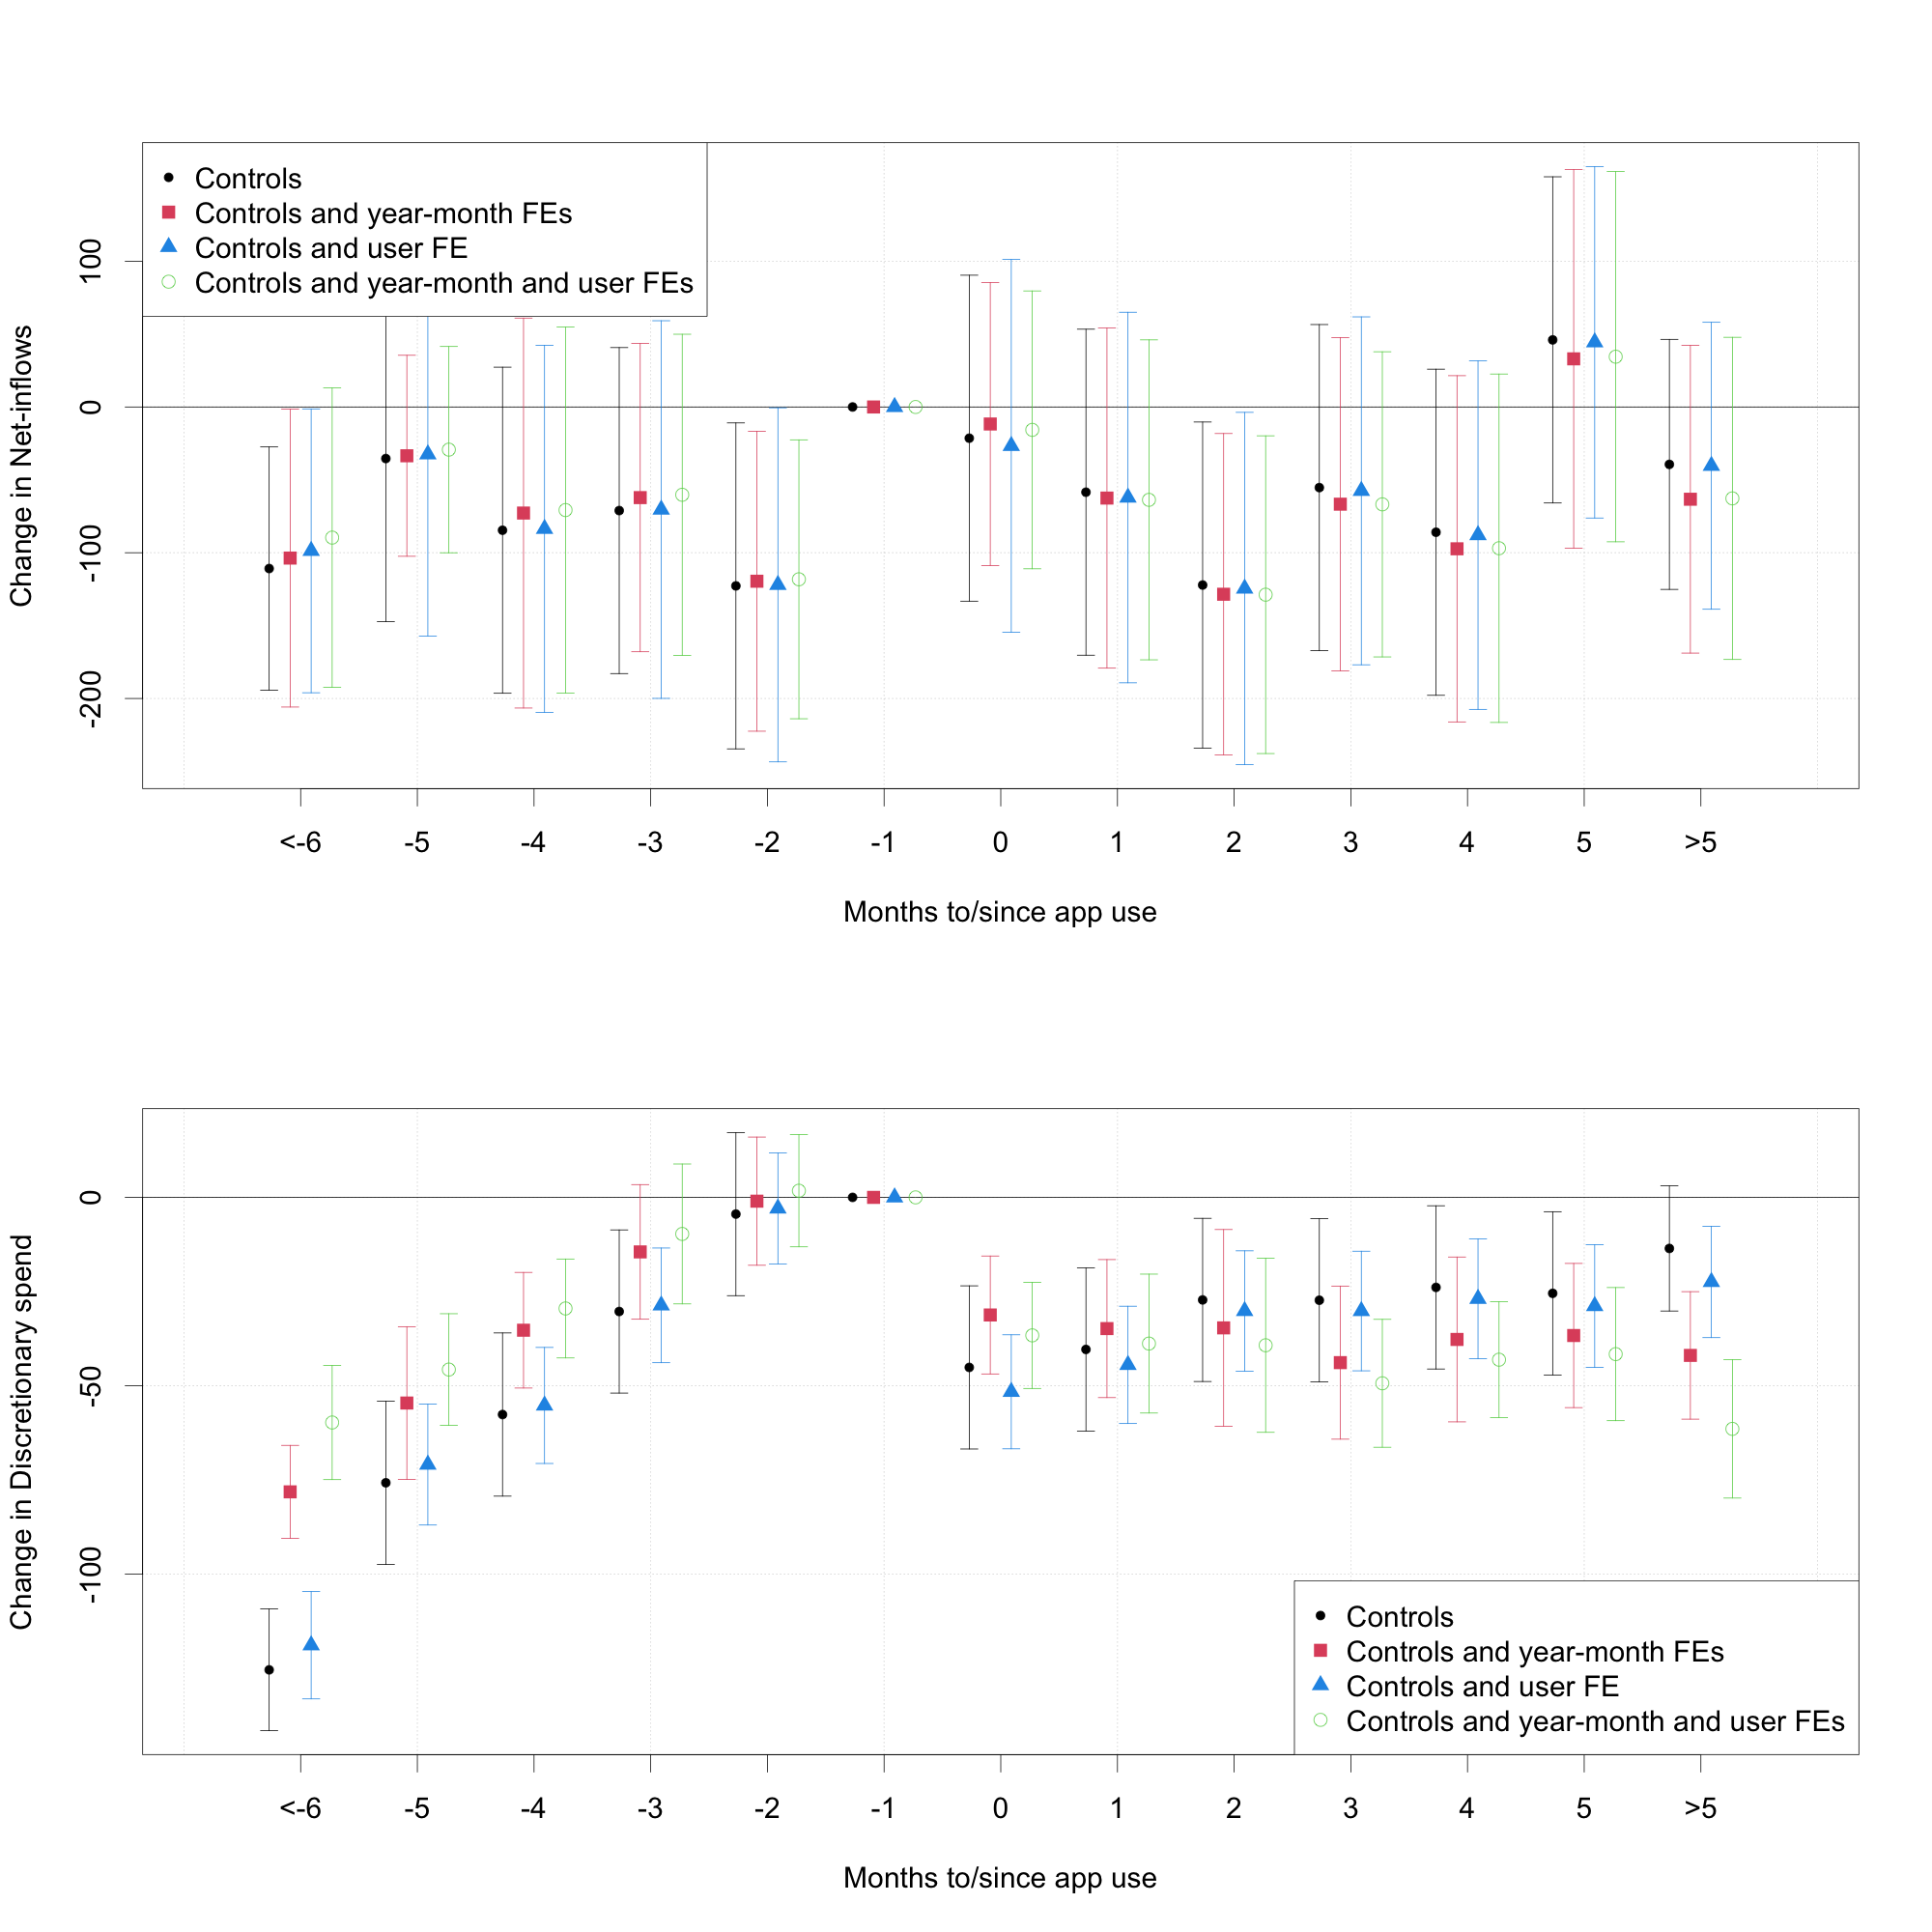 Controls
Controls and year-month FEs
Controls and user FE
Controls and year-month and user FEs
Change in Net-inflows
100
0
-100
-200
<-6 -5 -4 -3 -2 -1 0 1 2 3 4 5 >5
Months to/since app use
Change in Discretionary spend
0
-50
-100
Controls
Controls and year-month FEs
Controls and user FE
Controls and year-month and user FEs
<-6 -5 -4 -3 -2 -1 0 1 2 3 4 5 >5
Months to/since app use